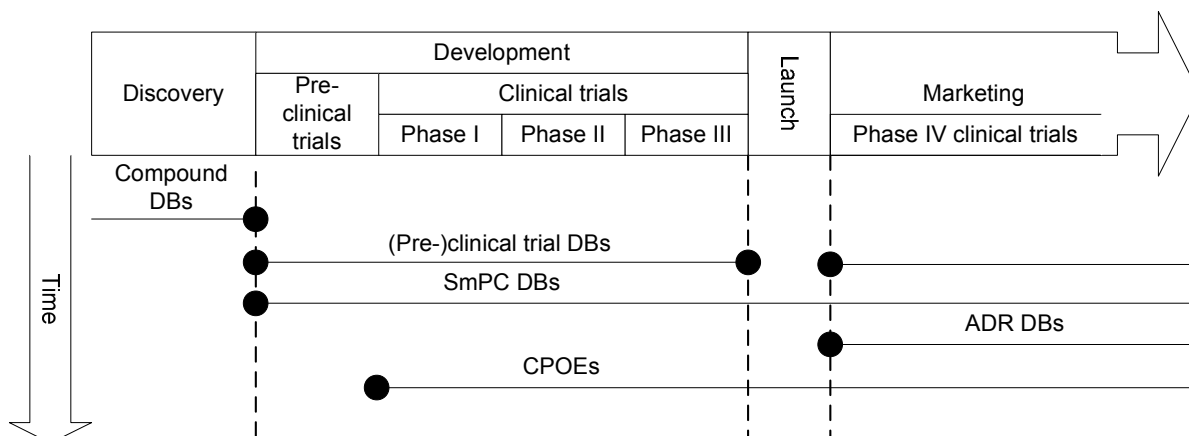 Development
Discovery
Pre-
clinical
trials
Clinical trials
Phase I
Phase II
Phase III
Launch
Marketing
Phase IV clinical trials
Compound
DBs
(Pre-)clinical trial DBs
SmPC DBs
ADR DBs
CPOEs
Time